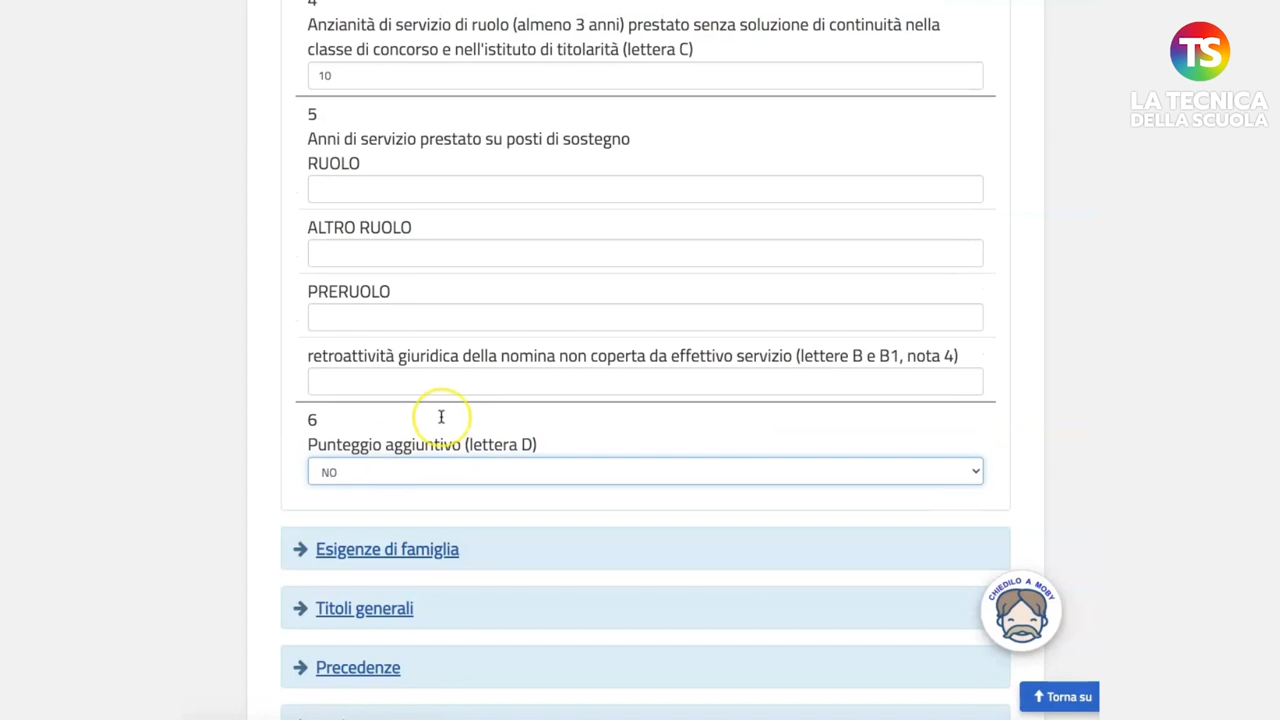 4
Anzianità di servizio di ruolo (almeno 3 anni) prestato senza soluzione di continuità nella
classe di concorso e nell'istituto di titolarità (lettera C)
10
5
Anni di servizio prestato su posti di sostegno
RUOLO
ALTRO RUOLO
PRERUOLO
retroattività giuridica della nomina non coperta da effettivo servizio (lettere B e B1, nota 4)
6
Punteggio aggiuntivo (lettera D)
NO
Esigenze di famiglia
Titoli generali
Precedenze
CHIEDILO A MOBY
Torna su
TS
LA TECNICA
DELLA SCUOLA